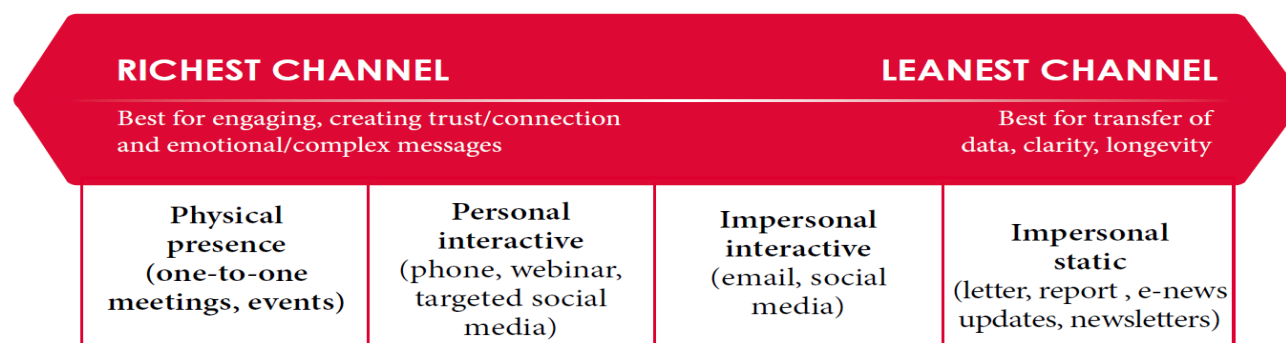 RICHEST CHANNEL
LEANEST CHANNEL
Best for engaging, creating trust/connection
and emotional/complex messages
Best for transfer of
data, clarity, longevity
Physical
presence
(one-to-one
meetings, events)
Personal
interactive
(phone, webinar,
targeted social
media)
Impersonal
interactive
(email, social
media)
Impersonal
static
(letter, report , e-news
updates, newsletters)